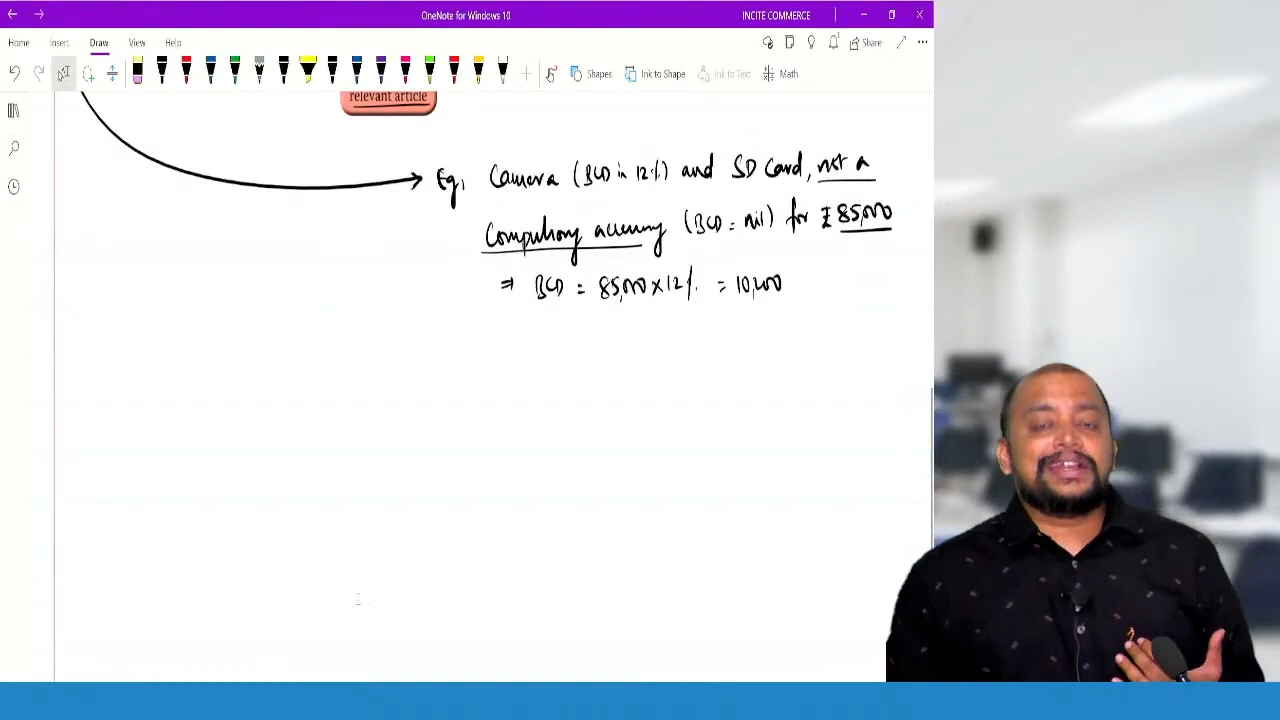 OneNote for Windows 10
INCITE COMMERCE
Home Insert Draw View Help
Share
Shapes
Ink to Shape
Ink to Text
Math
relevant article
Eg, Camera (BCD in 12%) and SD Card, not a
Compulsory accessory (BCD = nil) for ₹ 85,000
⇒ BCD = 85,000 × 12% = 10,200